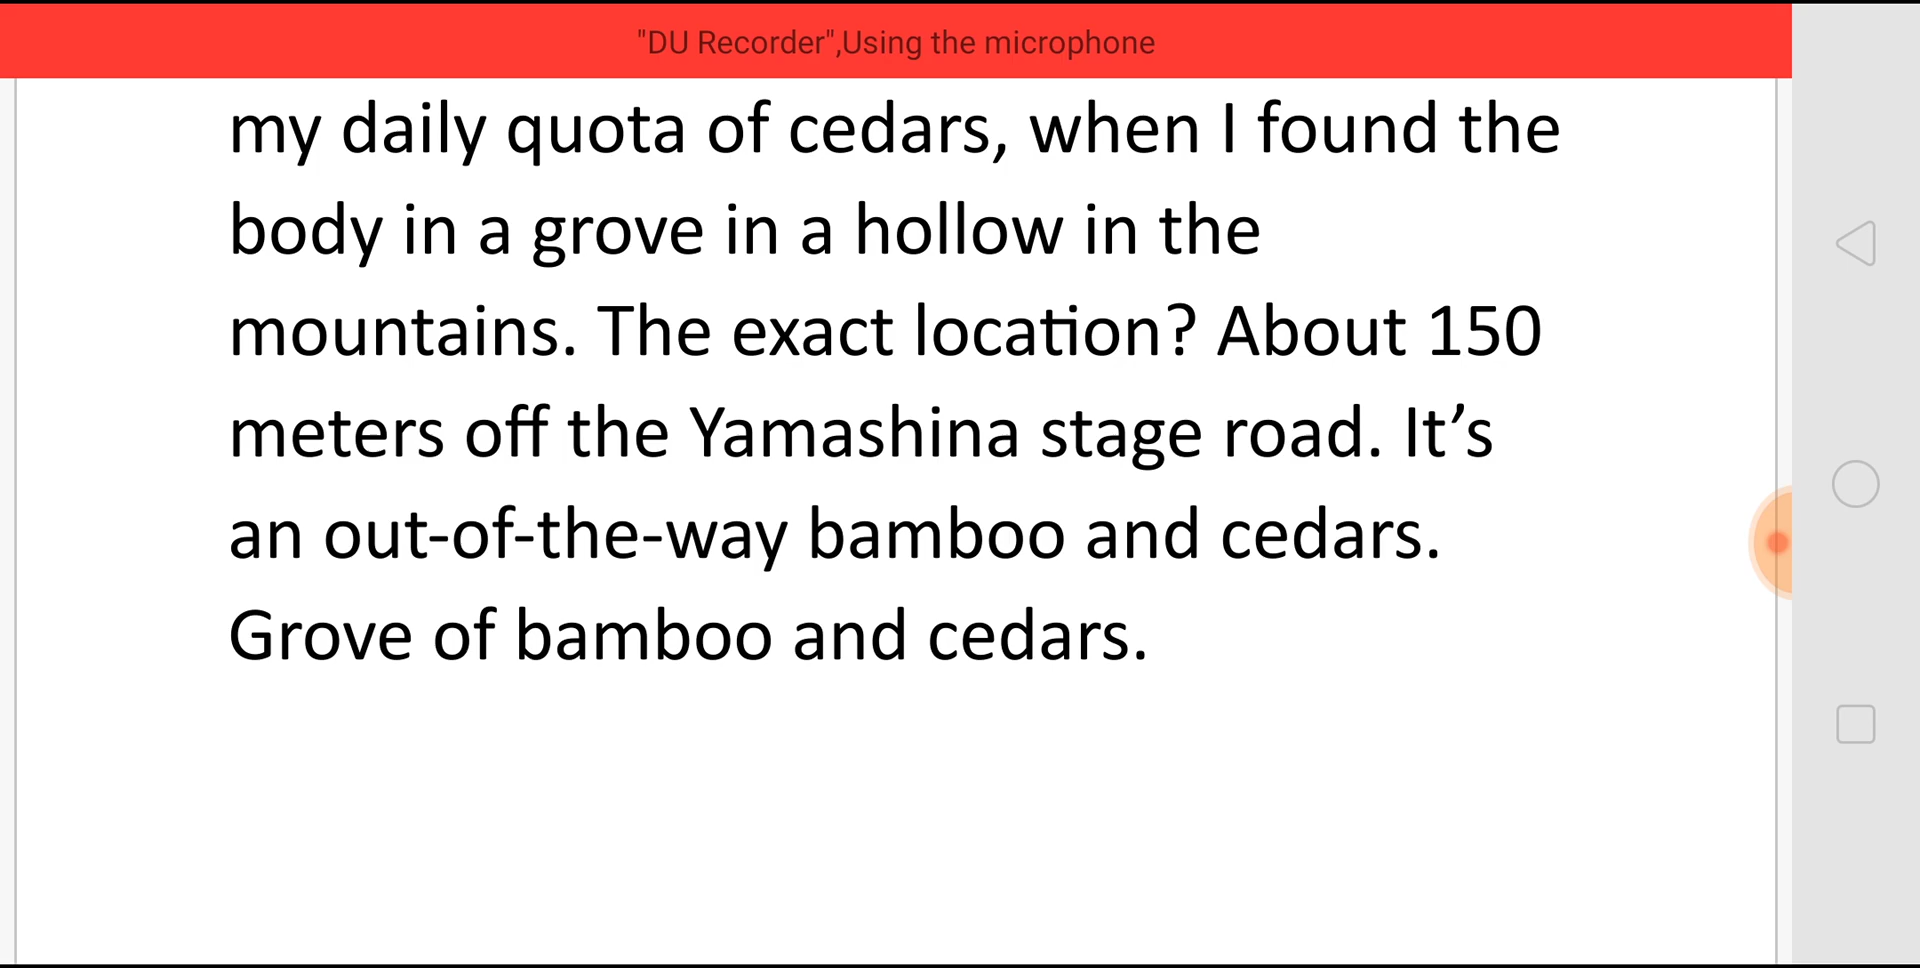 "DU Recorder",Using the microphone
my daily quota of cedars, when I found the
body in a grove in a hollow in the
mountains. The exact location? About 150
meters off the Yamashina stage road. It’s
an out-of-the-way bamboo and cedars.
Grove of bamboo and cedars.